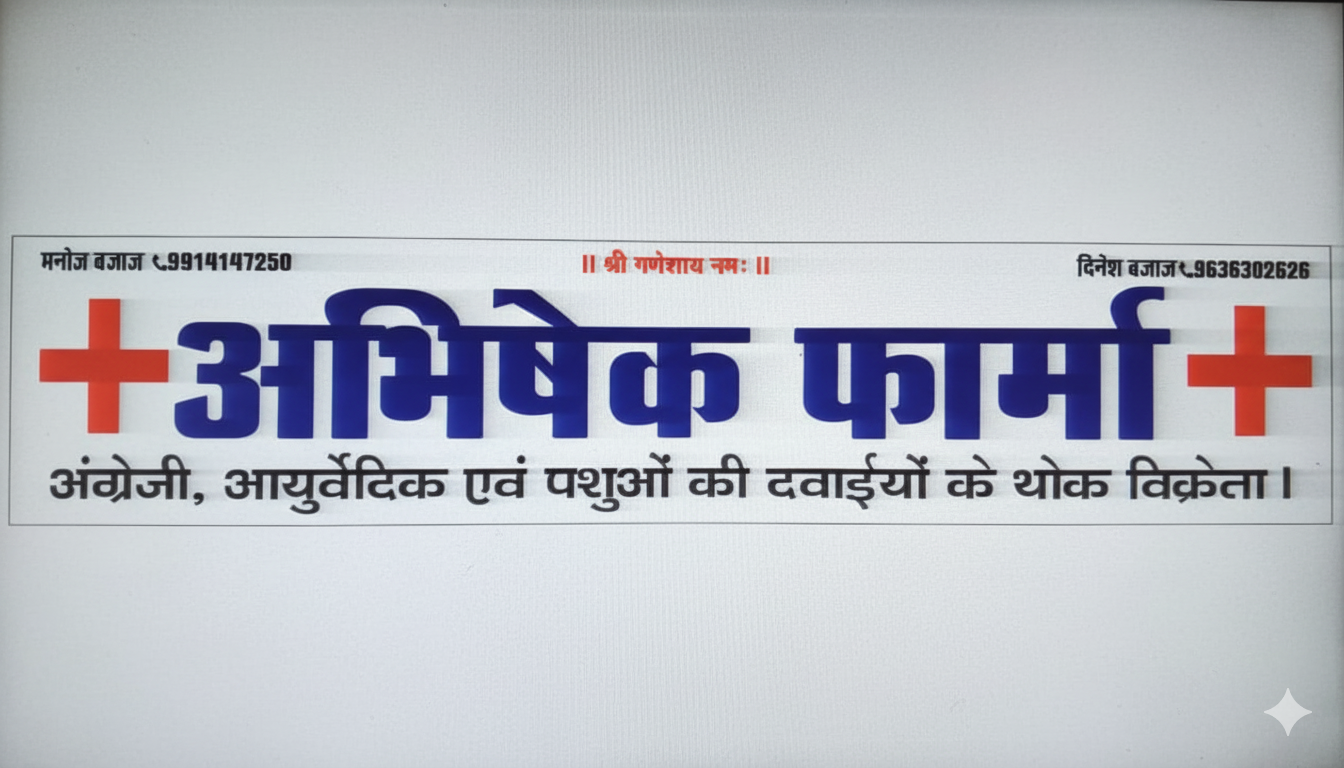 मनोज बजाज 9914147250 || श्री गणेशाय नमः || दिनेश बजाज 9636302626
अभिषेक फार्मा
अंग्रेजी, आयुर्वेदिक एवं पशुओं की दवाईयों के थोक विक्रेता।